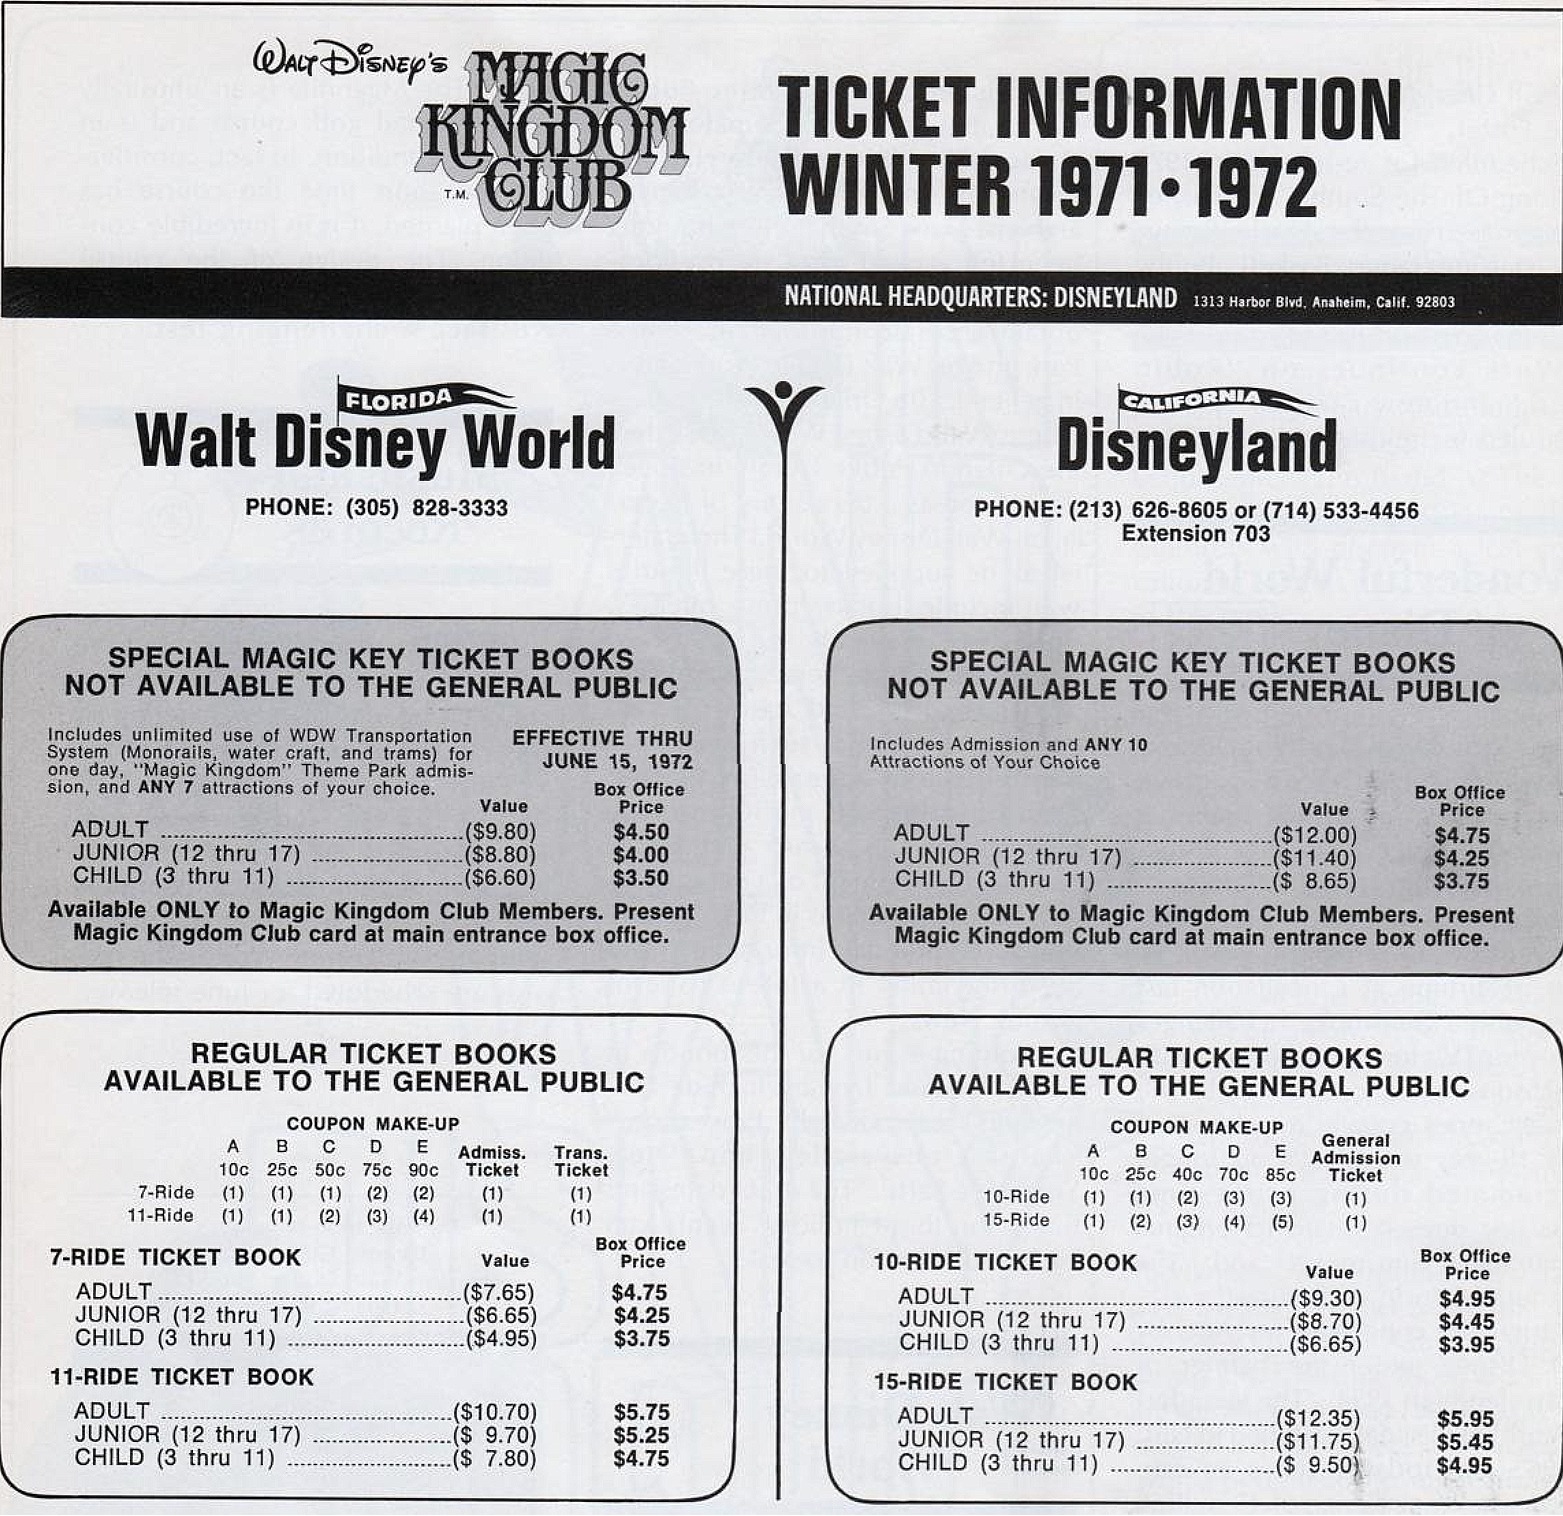 WALT DISNEY'S MAGIC
KINGDOM
T.M. CLUB
TICKET INFORMATION
WINTER 1971 • 1972
NATIONAL HEADQUARTERS: DISNEYLAND 1313 Harbor Blvd, Anaheim, Calif. 92803
FLORIDA
Walt Disney World
PHONE: (305) 828-3333
SPECIAL MAGIC KEY TICKET BOOKS
NOT AVAILABLE TO THE GENERAL PUBLIC
Includes unlimited use of WDW Transportation
System (Monorails, water craft, and trams) for
one day, "Magic Kingdom" Theme Park admis-
sion, and ANY 7 attractions of your choice.
EFFECTIVE THRU
JUNE 15, 1972
Box Office
Value Price
ADULT ($9.80) $4.50
JUNIOR (12 thru 17) ($8.80) $4.00
CHILD (3 thru 11) ($6.60) $3.50
Available ONLY to Magic Kingdom Club Members. Present
Magic Kingdom Club card at main entrance box office.
REGULAR TICKET BOOKS
AVAILABLE TO THE GENERAL PUBLIC
COUPON MAKE-UP
A B C D E Admiss. Trans.
10c 25c 50c 75c 90c Ticket Ticket
7-Ride (1) (1) (1) (2) (2) (1) (1)
11-Ride (1) (1) (2) (3) (4) (1) (1)
Box Office
7-RIDE TICKET BOOK Value Price
ADULT ($7.65) $4.75
JUNIOR (12 thru 17) ($6.65) $4.25
CHILD (3 thru 11) ($4.95) $3.75
11-RIDE TICKET BOOK
ADULT ($10.70) $5.75
JUNIOR (12 thru 17) ($ 9.70) $5.25
CHILD (3 thru 11) ($ 7.80) $4.75
CALIFORNIA
Disneyland
PHONE: (213) 626-8605 or (714) 533-4456
Extension 703
SPECIAL MAGIC KEY TICKET BOOKS
NOT AVAILABLE TO THE GENERAL PUBLIC
Includes Admission and ANY 10
Attractions of Your Choice
Box Office
Value Price
ADULT ($12.00) $4.75
JUNIOR (12 thru 17) ($11.40) $4.25
CHILD (3 thru 11) ($ 8.65) $3.75
Available ONLY to Magic Kingdom Club Members. Present
Magic Kingdom Club card at main entrance box office.
REGULAR TICKET BOOKS
AVAILABLE TO THE GENERAL PUBLIC
COUPON MAKE-UP General
A B C D E Admission
10c 25c 40c 70c 85c Ticket
10-Ride (1) (1) (2) (3) (3) (1)
15-Ride (1) (2) (3) (4) (5) (1)
Box Office
10-RIDE TICKET BOOK Value Price
ADULT ($9.30) $4.95
JUNIOR (12 thru 17) ($8.70) $4.45
CHILD (3 thru 11) ($6.65) $3.95
15-RIDE TICKET BOOK
ADULT ($12.35) $5.95
JUNIOR (12 thru 17) ($11.75) $5.45
CHILD (3 thru 11) ($ 9.50) $4.95